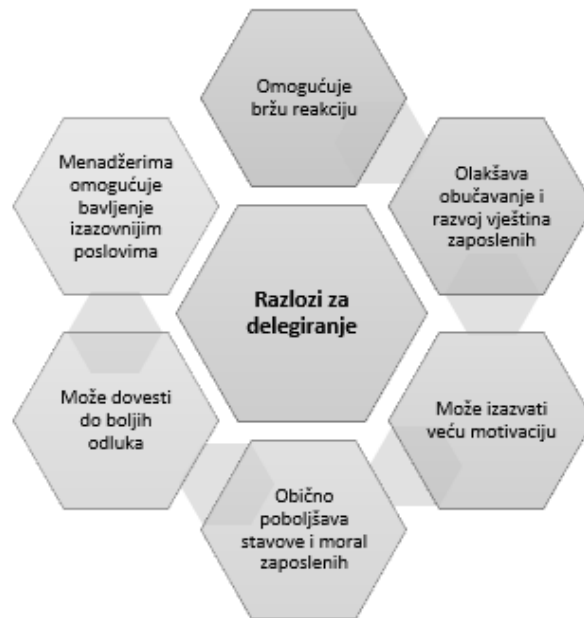 Omogućuje
bržu reakciju
Menadžerima
omogućuje
bavljenje
izazovnijim
poslovima
Olakšava
obučavanje i
razvoj vještina
zaposlenih
Razlozi za
delegiranje
Može dovesti
do boljih
odluka
Može izazvati
veću motivaciju
Obično
poboljšava
stavove i moral
zaposlenih